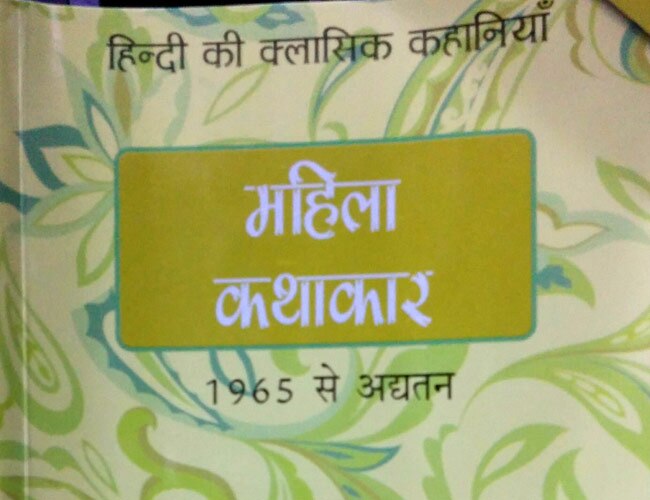 हिन्दी की क्लासिक कहानियाँ
महिला
कथाकार
1965 से अद्यतन